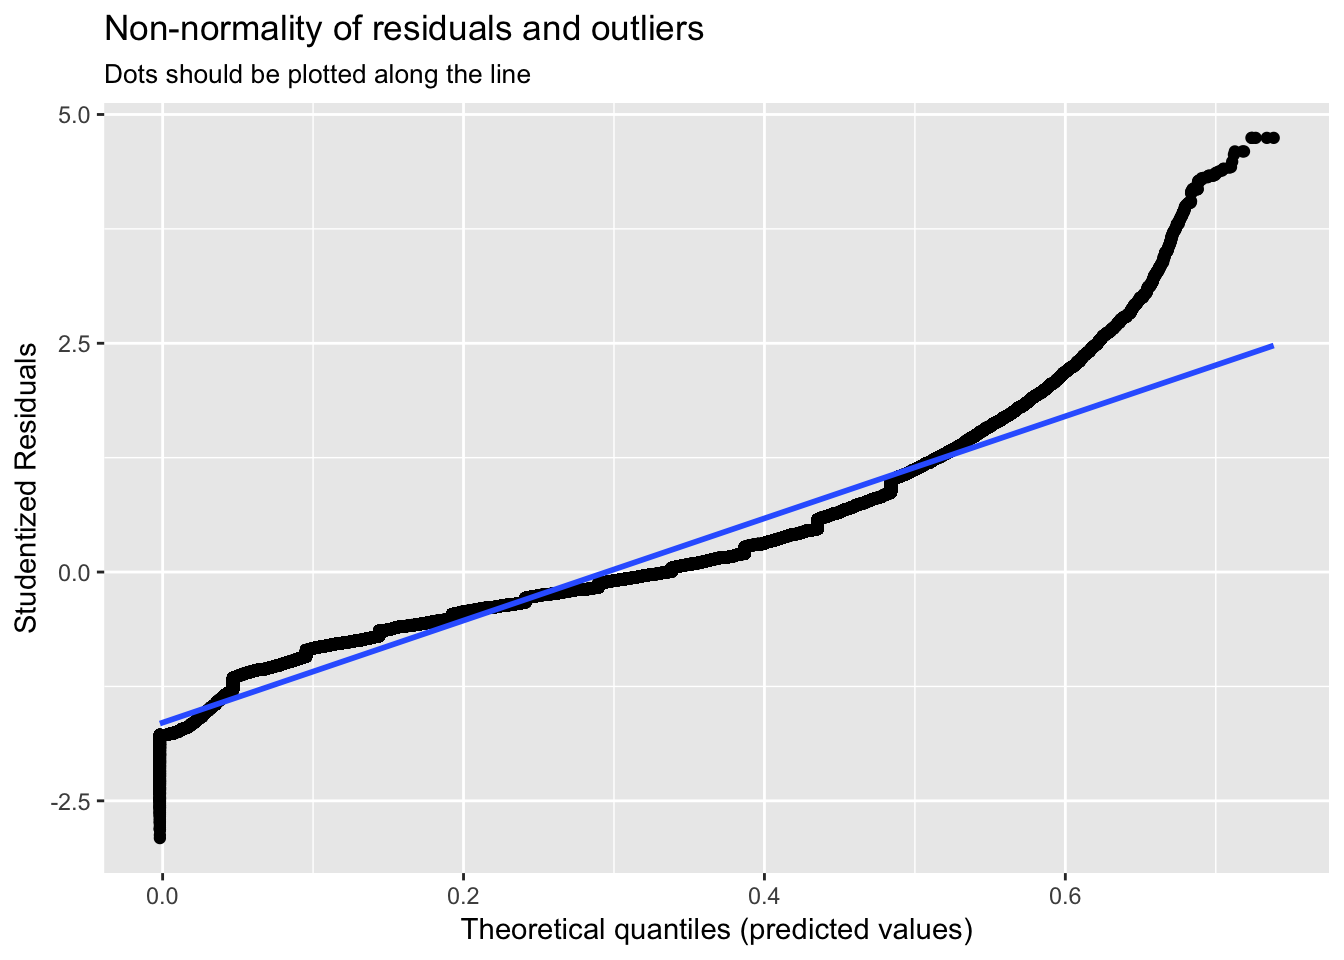 Non-normality of residuals and outliers
Dots should be plotted along the line
5.0
2.5
0.0
-2.5
Studentized Residuals
0.0
0.2
0.4
0.6
Theoretical quantiles (predicted values)